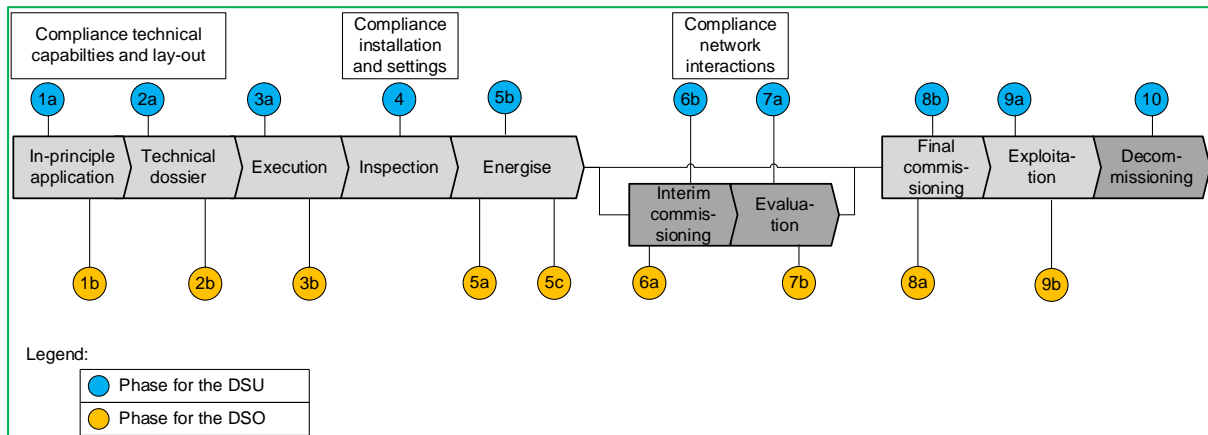 Compliance technical
capabilties and lay-out
Compliance
installation
and settings
Compliance
network
interactions
1a
2a
3a
4
5b
6b
7a
8b
9a
10
In-principle
application
Technical
dossier
Execution
Inspection
Energise
Interim
commis-
sioning
Evalua-
tion
Final
commis-
sioning
Exploita-
tion
Decom-
missioning
1b
2b
3b
5a
5c
6a
7b
8a
9b
Legend:
Phase for the DSU
Phase for the DSO